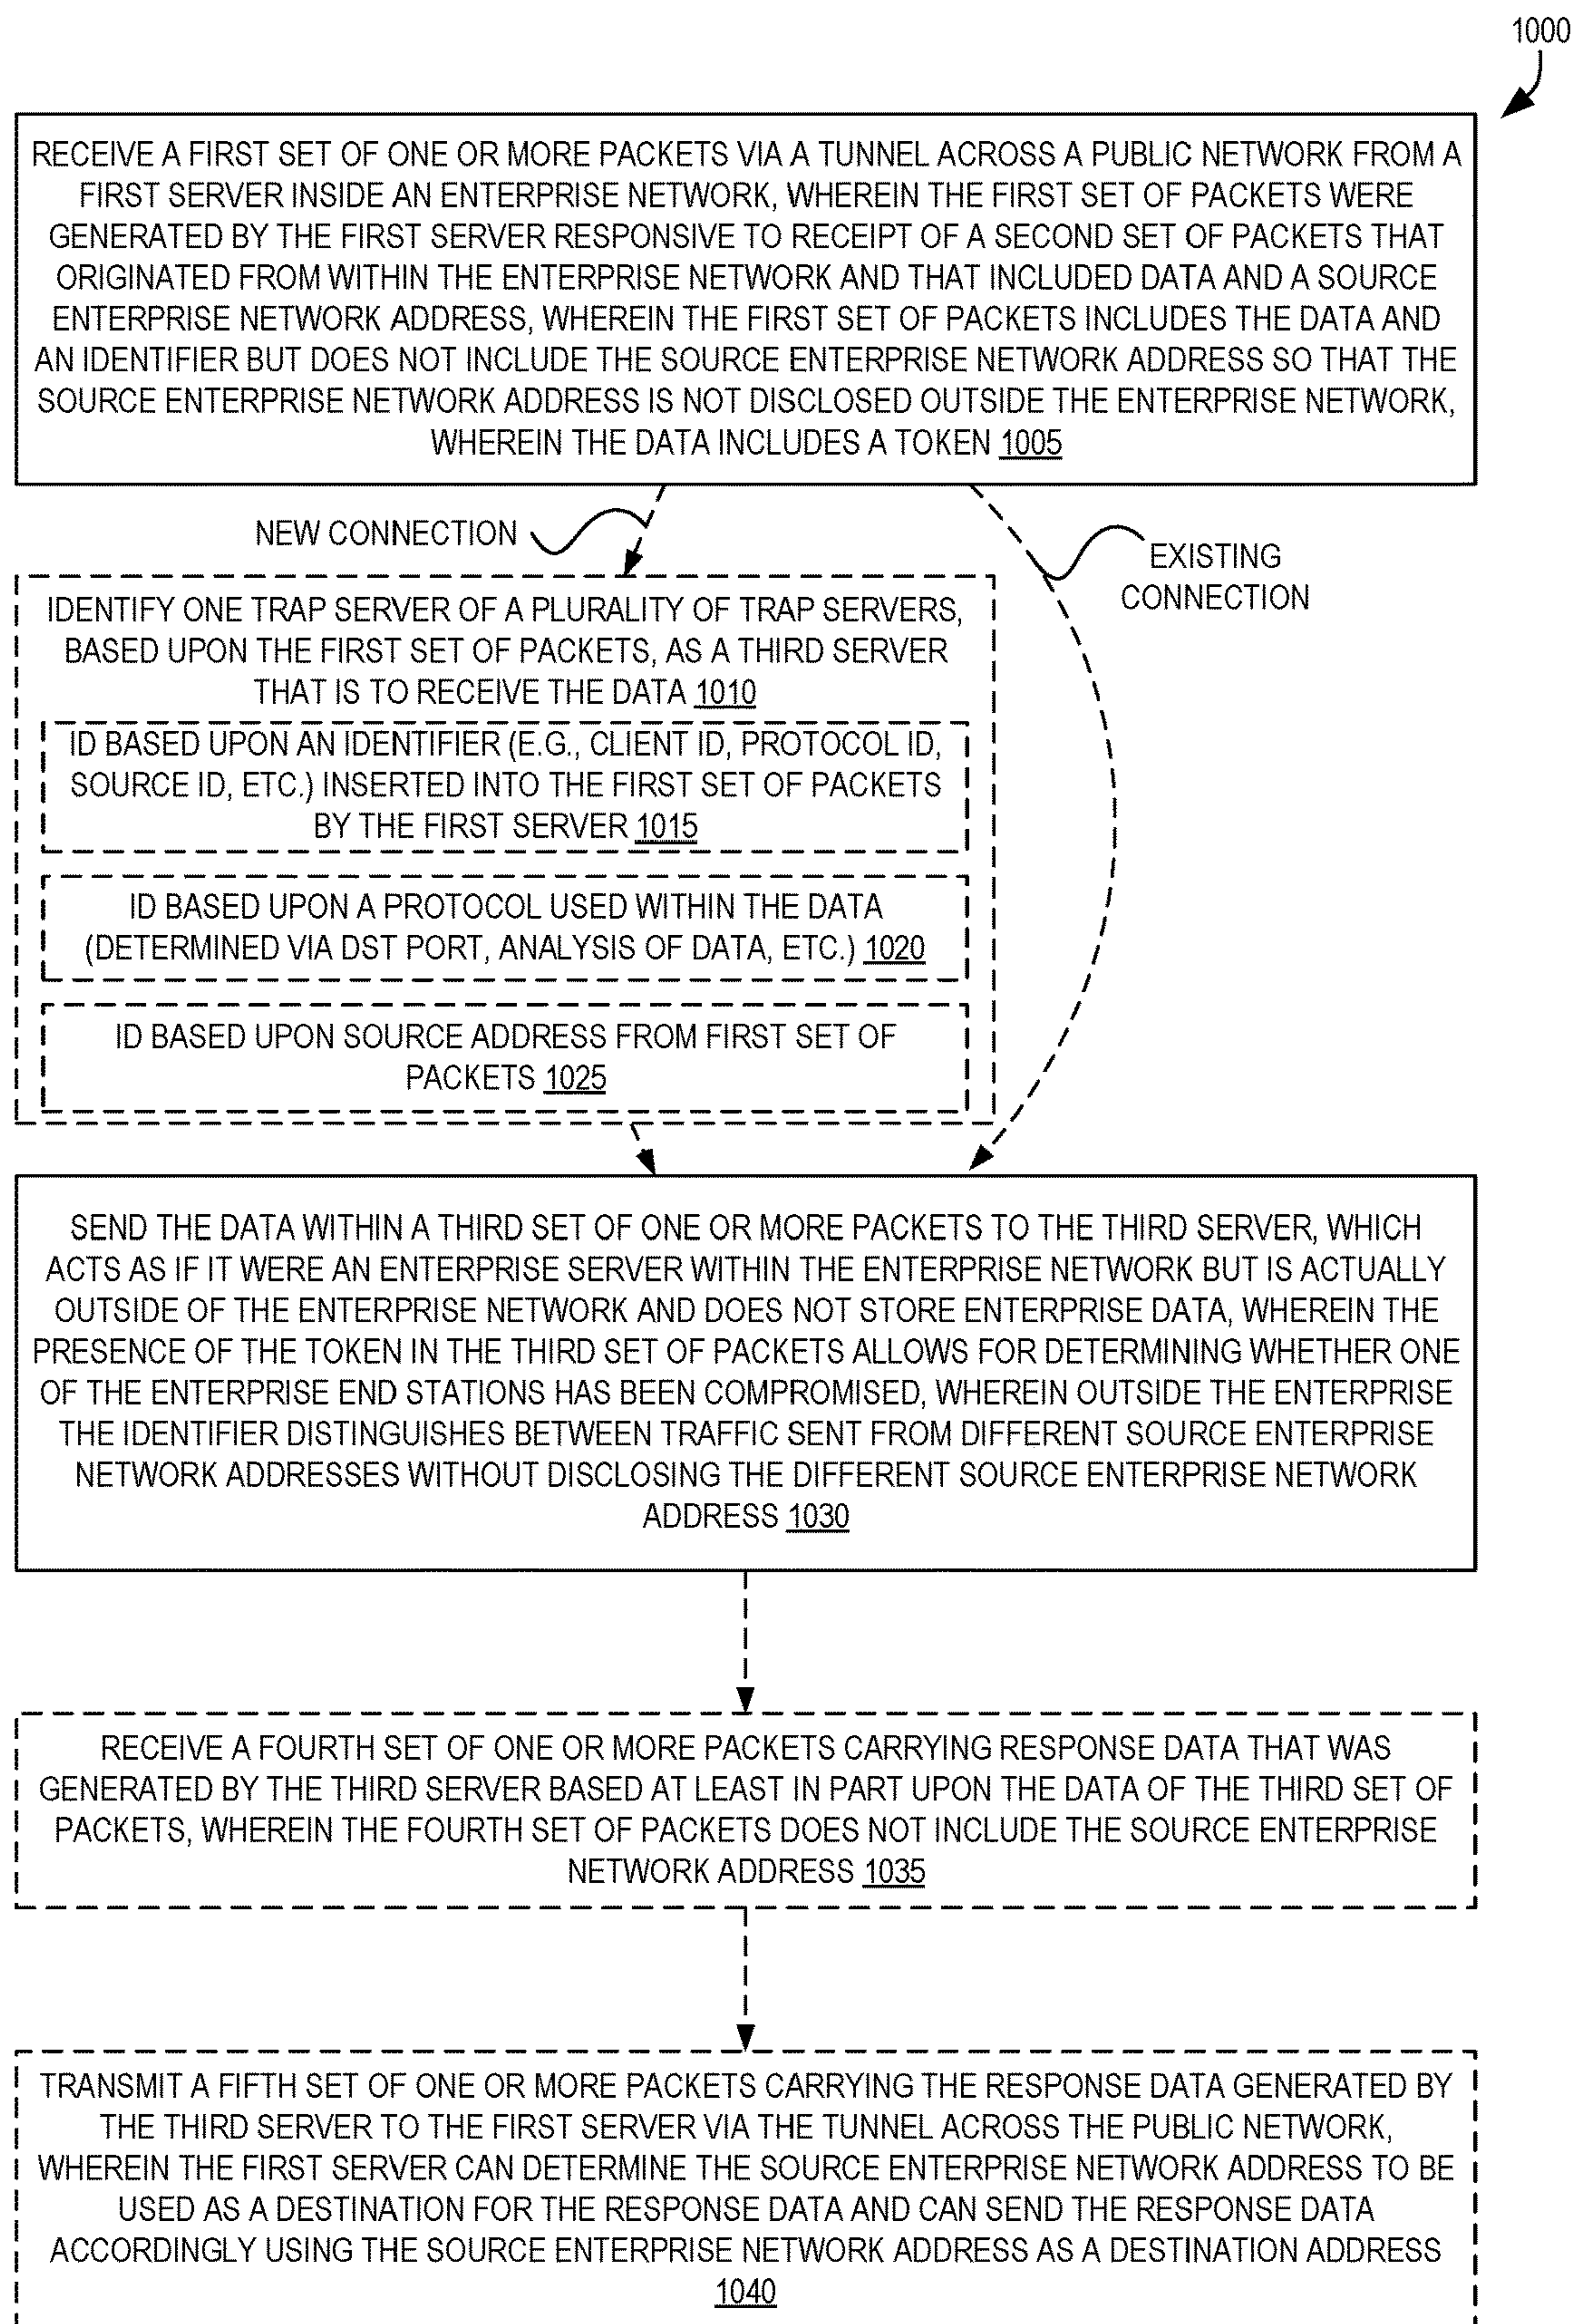 1000
RECEIVE A FIRST SET OF ONE OR MORE PACKETS VIA A TUNNEL ACROSS A PUBLIC NETWORK FROM A
FIRST SERVER INSIDE AN ENTERPRISE NETWORK, WHEREIN THE FIRST SET OF PACKETS WERE
GENERATED BY THE FIRST SERVER RESPONSIVE TO RECEIPT OF A SECOND SET OF PACKETS THAT
ORIGINATED FROM WITHIN THE ENTERPRISE NETWORK AND THAT INCLUDED DATA AND A SOURCE
ENTERPRISE NETWORK ADDRESS, WHEREIN THE FIRST SET OF PACKETS INCLUDES THE DATA AND
AN IDENTIFIER BUT DOES NOT INCLUDE THE SOURCE ENTERPRISE NETWORK ADDRESS SO THAT THE
SOURCE ENTERPRISE NETWORK ADDRESS IS NOT DISCLOSED OUTSIDE THE ENTERPRISE NETWORK,
WHEREIN THE DATA INCLUDES A TOKEN 1005
NEW CONNECTION
EXISTING
CONNECTION
IDENTIFY ONE TRAP SERVER OF A PLURALITY OF TRAP SERVERS,
BASED UPON THE FIRST SET OF PACKETS, AS A THIRD SERVER
THAT IS TO RECEIVE THE DATA 1010
ID BASED UPON AN IDENTIFIER (E.G., CLIENT ID, PROTOCOL ID,
SOURCE ID, ETC.) INSERTED INTO THE FIRST SET OF PACKETS
BY THE FIRST SERVER 1015
ID BASED UPON A PROTOCOL USED WITHIN THE DATA
(DETERMINED VIA DST PORT, ANALYSIS OF DATA, ETC.) 1020
ID BASED UPON SOURCE ADDRESS FROM FIRST SET OF
PACKETS 1025
SEND THE DATA WITHIN A THIRD SET OF ONE OR MORE PACKETS TO THE THIRD SERVER, WHICH
ACTS AS IF IT WERE AN ENTERPRISE SERVER WITHIN THE ENTERPRISE NETWORK BUT IS ACTUALLY
OUTSIDE OF THE ENTERPRISE NETWORK AND DOES NOT STORE ENTERPRISE DATA, WHEREIN THE
PRESENCE OF THE TOKEN IN THE THIRD SET OF PACKETS ALLOWS FOR DETERMINING WHETHER ONE
OF THE ENTERPRISE END STATIONS HAS BEEN COMPROMISED, WHEREIN OUTSIDE THE ENTERPRISE
THE IDENTIFIER DISTINGUISHES BETWEEN TRAFFIC SENT FROM DIFFERENT SOURCE ENTERPRISE
NETWORK ADDRESSES WITHOUT DISCLOSING THE DIFFERENT SOURCE ENTERPRISE NETWORK
ADDRESS 1030
RECEIVE A FOURTH SET OF ONE OR MORE PACKETS CARRYING RESPONSE DATA THAT WAS
GENERATED BY THE THIRD SERVER BASED AT LEAST IN PART UPON THE DATA OF THE THIRD SET OF
PACKETS, WHEREIN THE FOURTH SET OF PACKETS DOES NOT INCLUDE THE SOURCE ENTERPRISE
NETWORK ADDRESS 1035
TRANSMIT A FIFTH SET OF ONE OR MORE PACKETS CARRYING THE RESPONSE DATA GENERATED BY
THE THIRD SERVER TO THE FIRST SERVER VIA THE TUNNEL ACROSS THE PUBLIC NETWORK,
WHEREIN THE FIRST SERVER CAN DETERMINE THE SOURCE ENTERPRISE NETWORK ADDRESS TO BE
USED AS A DESTINATION FOR THE RESPONSE DATA AND CAN SEND THE RESPONSE DATA
ACCORDINGLY USING THE SOURCE ENTERPRISE NETWORK ADDRESS AS A DESTINATION ADDRESS
1040